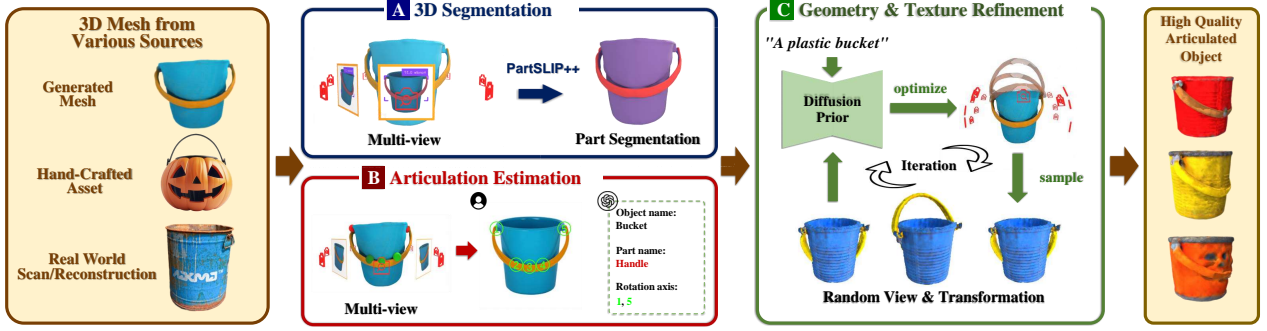 3D Mesh from
Various Sources
Generated
Mesh
Hand-Crafted
Asset
Real World
Scan/Reconstruction
A 3D Segmentation
PartSLIP++
Multi-view
Part Segmentation
B Articulation Estimation
Multi-view
Object name:
Bucket
Part name:
Handle
Rotation axis:
1, 5
C Geometry & Texture Refinement
"A plastic bucket"
Diffusion
Prior
optimize
Iteration
sample
Random View & Transformation
High Quality
Articulated
Object